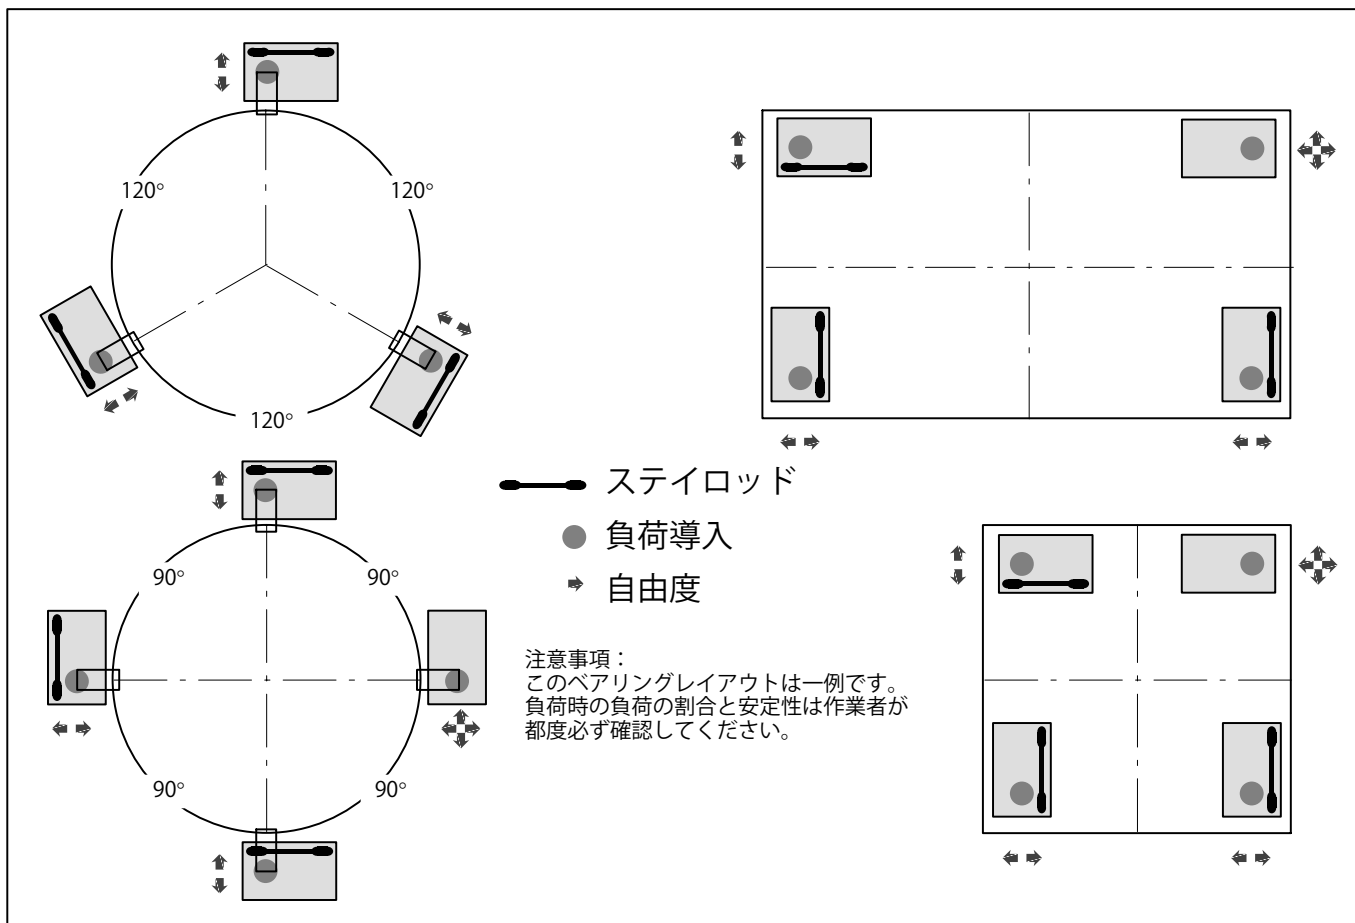 120°
120°
120°
ステイロッド
負荷導入
自由度
90°
90°
90°
90°
注意事項：
このベアリングレイアウトは一例です。
負荷時の負荷の割合と安定性は作業者が
都度必ず確認してください。